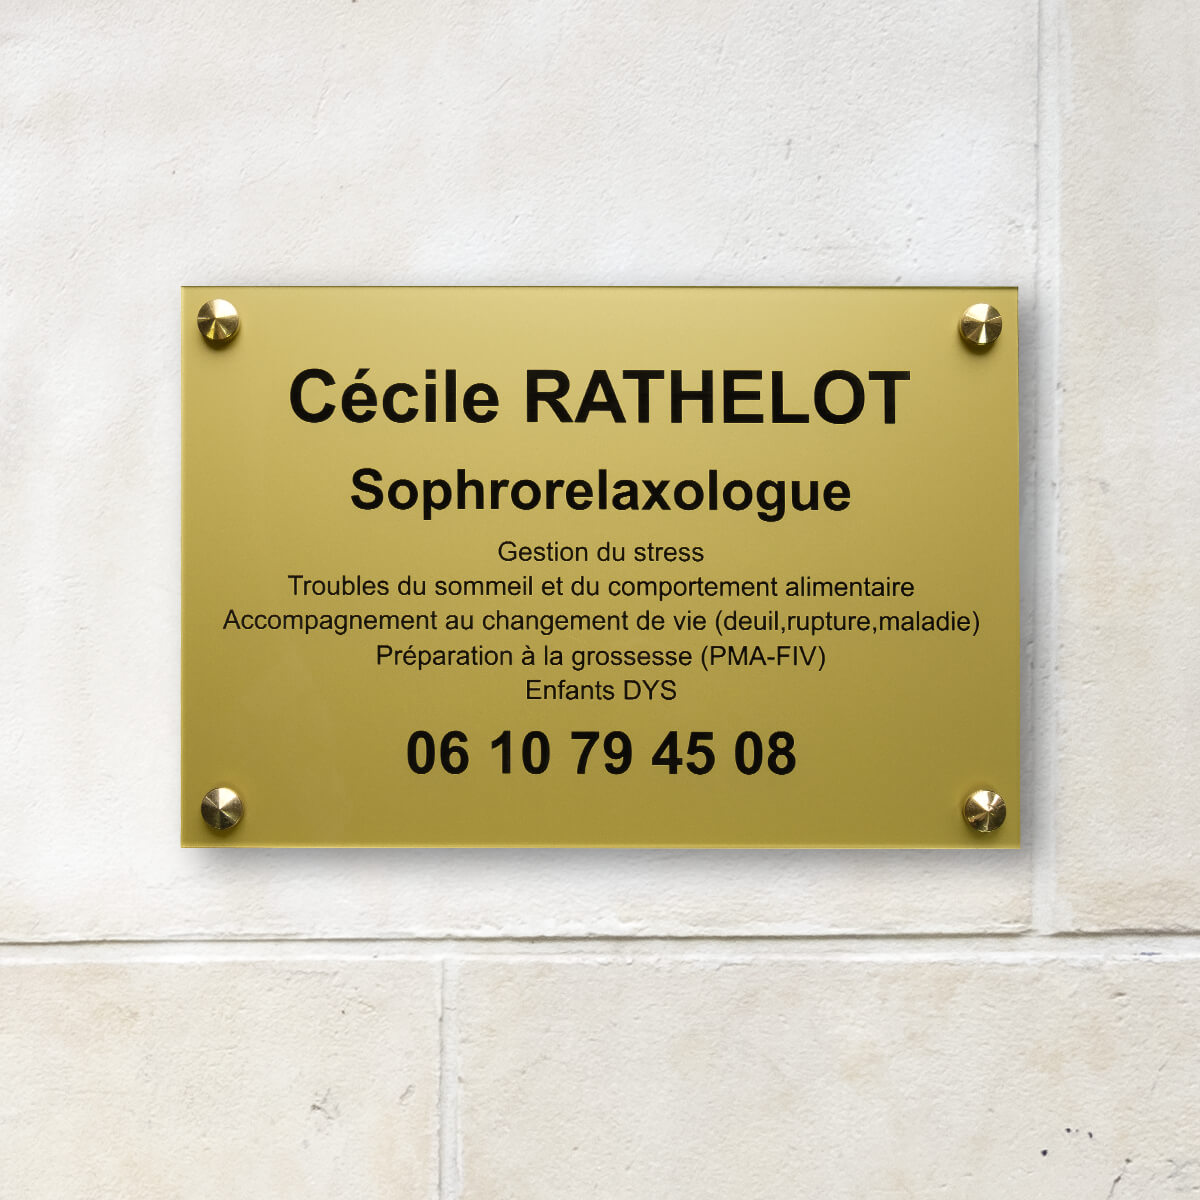 Cécile RATHELOT
Sophrorelaxologue
Gestion du stress
Troubles du sommeil et du comportement alimentaire
Accompagnement au changement de vie (deuil,rupture,maladie)
Préparation à la grossesse (PMA-FIV)
Enfants DYS
06 10 79 45 08